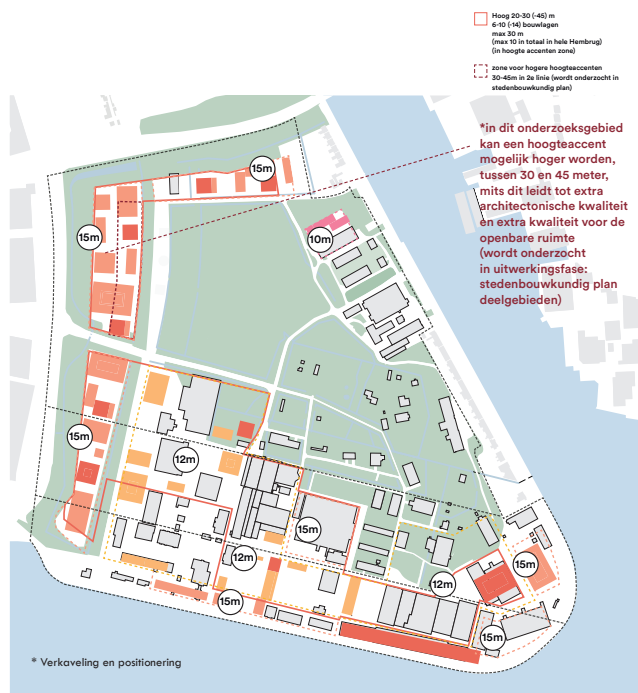 Hoog 20-30 (-45) m
6-10 (-14) bouwlagen
max 30 m
(max 10 in totaal in hele Hembrug)
(in hoogte accenten zone)
zone voor hogere hoogteaccenten
30-45m in 2e linie (wordt onderzocht in
stedenbouwkundig plan)
*in dit onderzoeksgebied
kan een hoogteaccent
mogelijk hoger worden,
tussen 30 en 45 meter,
mits dit leidt tot extra
architectonische kwaliteit
en extra kwaliteit voor de
openbare ruimte
(wordt onderzocht
in uitwerkingsfase:
stedenbouwkundig plan
deelgebieden)
15m
15m
10m
15m
12m
15m
12m
15m
12m
15m
15m
* Verkaveling en positionering